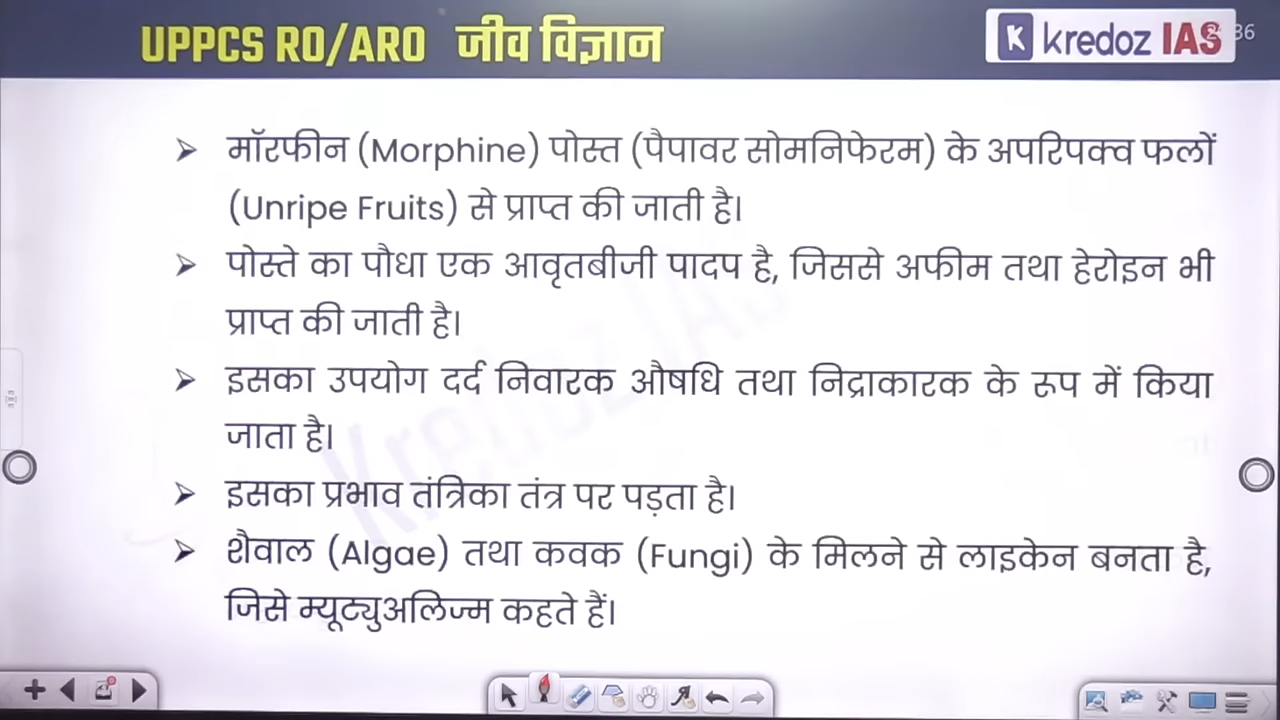 UPPCS RO/ARO जीव विज्ञान
K kredoz IAS
➤ मॉरफीन (Morphine) पोस्त (पैपावर सोमनिफेरम) के अपरिपक्व फलों
(Unripe Fruits) से प्राप्त की जाती है।
➤ पोस्ते का पौधा एक आवृतबीजी पादप है, जिससे अफीम तथा हेरोइन भी
प्राप्त की जाती है।
➤ इसका उपयोग दर्द निवारक औषधि तथा निद्राकारक के रूप में किया
जाता है।
➤ इसका प्रभाव तंत्रिका तंत्र पर पड़ता है।
➤ शैवाल (Algae) तथा कवक (Fungi) के मिलने से लाइकेन बनता है,
जिसे म्यूट्युअलिज्म कहते हैं।
Kredoz IAS